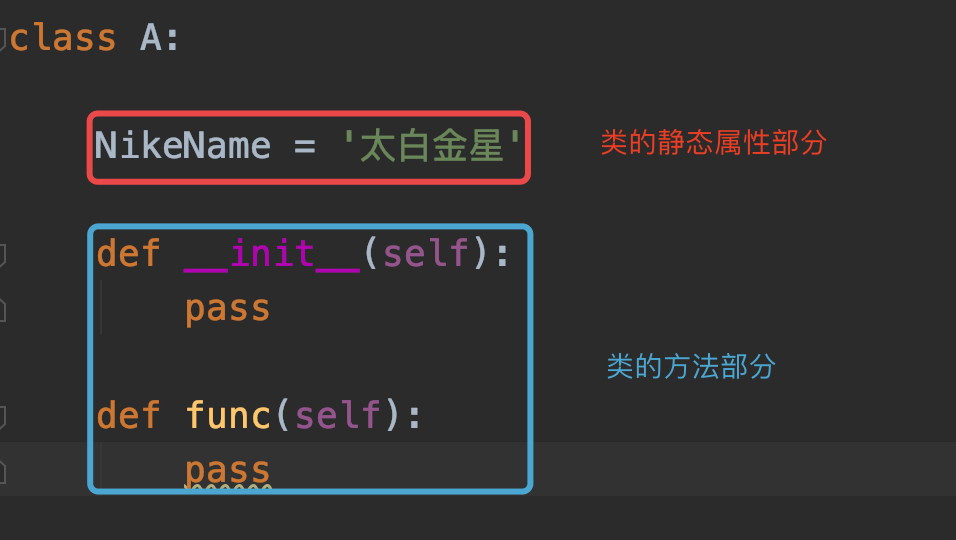 class A:
NikeName = '太白金星'
类的静态属性部分
def __init__(self):
pass
类的方法部分
def func(self):
pass